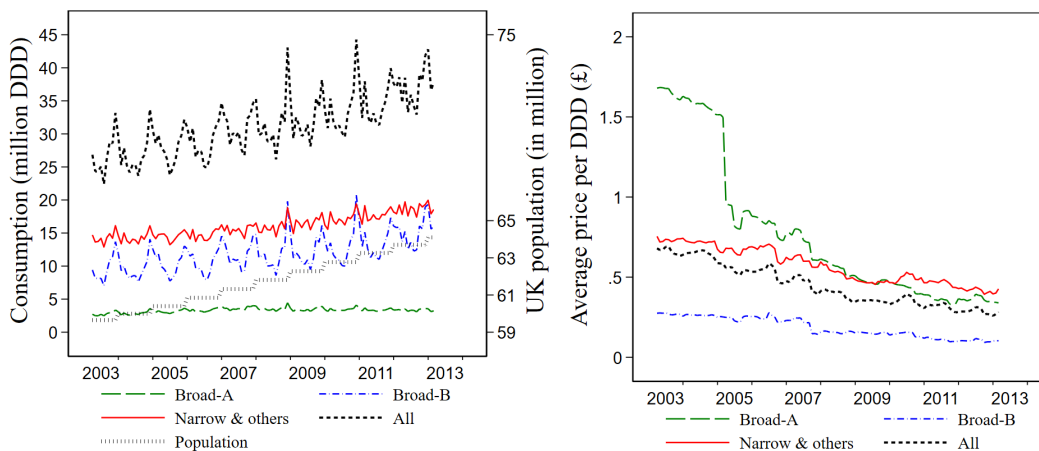 Consumption (million DDD)
45
40
35
30
25
20
15
10
5
0
75
65
63
61
59
UK population (in million)
2003 2005 2007 2009 2011 2013
Broad-A Broad-B
Narrow & others All
Population
Average price per DDD (£)
2
1.5
1
.5
0
2003 2005 2007 2009 2011 2013
Broad-A Broad-B
Narrow & others All